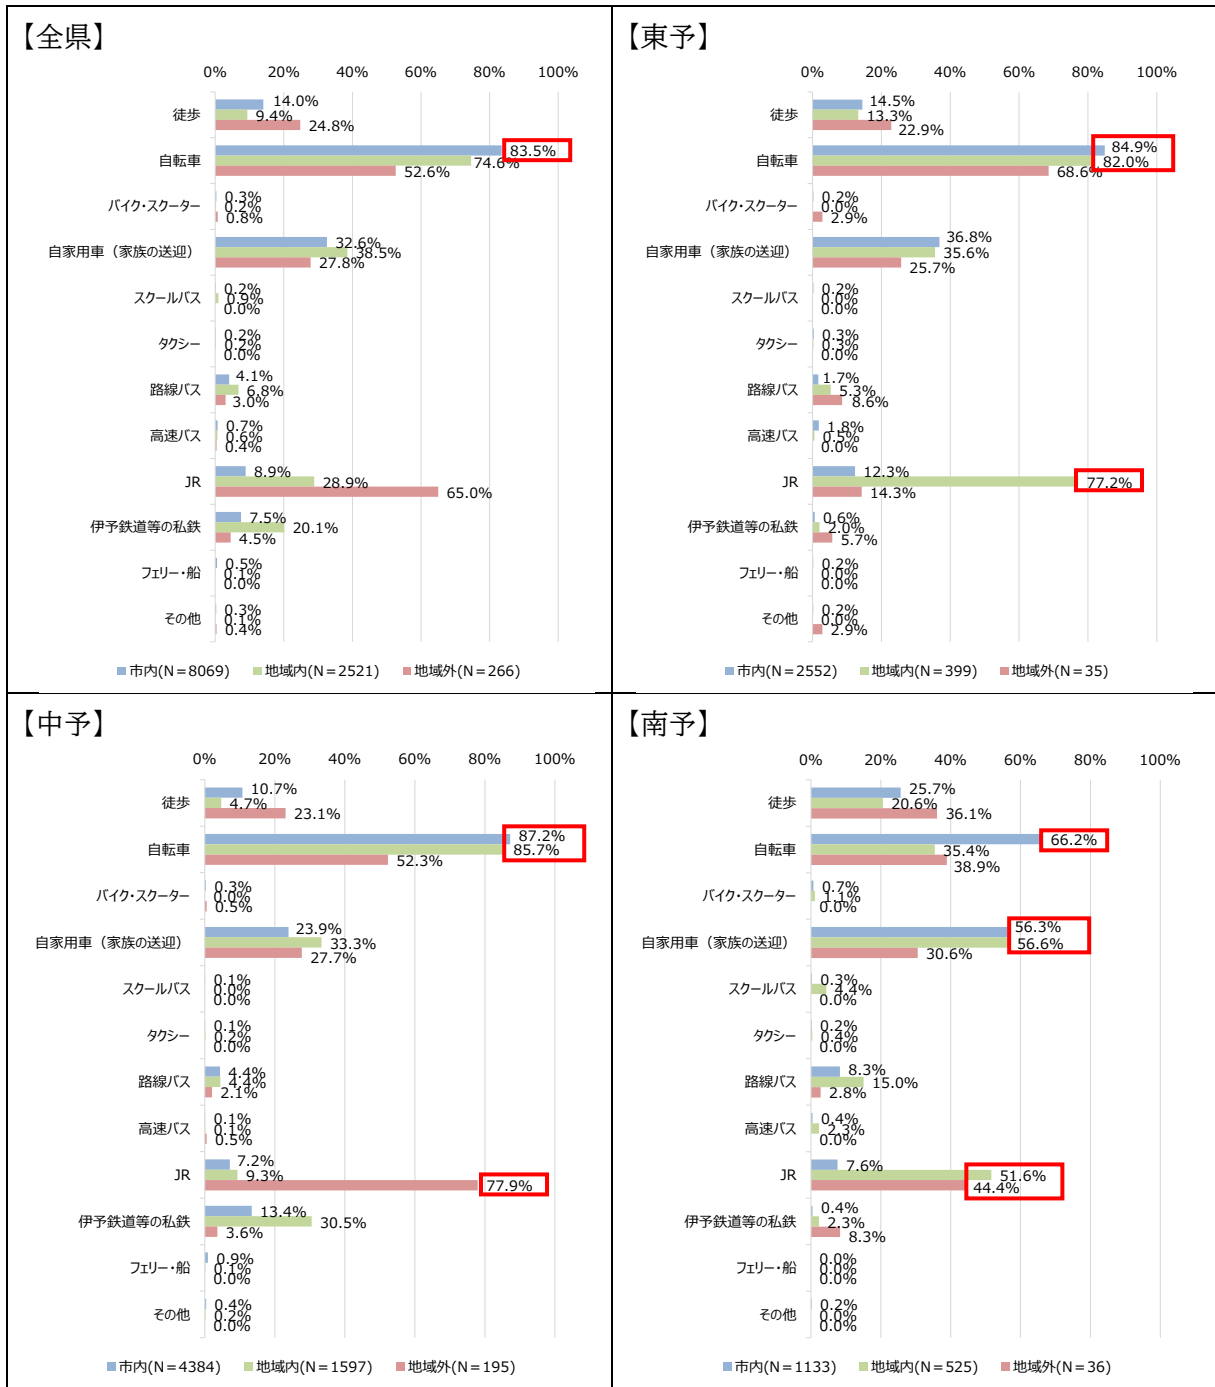 【全県】
0% 20% 40% 60% 80% 100%
徒歩 14.0% 9.4% 24.8%
自転車 83.5% 74.6% 52.6%
バイク・スクーター 0.3% 0.2% 0.8%
自家用車（家族の送迎） 32.6% 38.5% 27.8%
スクールバス 0.2% 0.9% 0.0%
タクシー 0.2% 0.2% 0.0%
路線バス 4.1% 6.8% 3.0%
高速バス 0.7% 0.6% 0.4%
JR 8.9% 28.9% 65.0%
伊予鉄道等の私鉄 7.5% 20.1% 4.5%
フェリー・船 0.5% 0.1% 0.0%
その他 0.3% 0.1% 0.4%
市内(N＝8069) 地域内(N＝2521) 地域外(N＝266)
【東予】
0% 20% 40% 60% 80% 100%
徒歩 14.5% 13.3% 22.9%
自転車 84.9% 82.0% 68.6%
バイク・スクーター 0.2% 0.0% 2.9%
自家用車（家族の送迎） 36.8% 35.6% 25.7%
スクールバス 0.2% 0.0% 0.0%
タクシー 0.3% 0.3% 0.0%
路線バス 1.7% 5.3% 8.6%
高速バス 1.8% 0.5% 0.0%
JR 12.3% 77.2% 14.3%
伊予鉄道等の私鉄 0.6% 2.0% 5.7%
フェリー・船 0.2% 0.0% 0.0%
その他 0.2% 0.0% 2.9%
市内(N＝2552) 地域内(N＝399) 地域外(N＝35)
【中予】
0% 20% 40% 60% 80% 100%
徒歩 10.7% 4.7% 23.1%
自転車 87.2% 85.7% 52.3%
バイク・スクーター 0.3% 0.0% 0.5%
自家用車（家族の送迎） 23.9% 33.3% 27.7%
スクールバス 0.1% 0.0% 0.0%
タクシー 0.1% 0.2% 0.0%
路線バス 4.4% 4.4% 2.1%
高速バス 0.1% 0.1% 0.5%
JR 7.2% 9.3% 77.9%
伊予鉄道等の私鉄 13.4% 30.5% 3.6%
フェリー・船 0.9% 0.1% 0.0%
その他 0.4% 0.2% 0.0%
市内(N＝4384) 地域内(N＝1597) 地域外(N＝195)
【南予】
0% 20% 40% 60% 80% 100%
徒歩 25.7% 20.6% 36.1%
自転車 66.2% 35.4% 38.9%
バイク・スクーター 0.7% 1.1% 0.0%
自家用車（家族の送迎） 56.3% 56.6% 30.6%
スクールバス 0.3% 4.4% 0.0%
タクシー 0.2% 0.4% 0.0%
路線バス 8.3% 15.0% 2.8%
高速バス 0.4% 2.3% 0.0%
JR 7.6% 51.6% 44.4%
伊予鉄道等の私鉄 0.4% 2.3% 8.3%
フェリー・船 0.0% 0.0% 0.0%
その他 0.2% 0.0% 0.0%
市内(N＝1133) 地域内(N＝525) 地域外(N＝36)